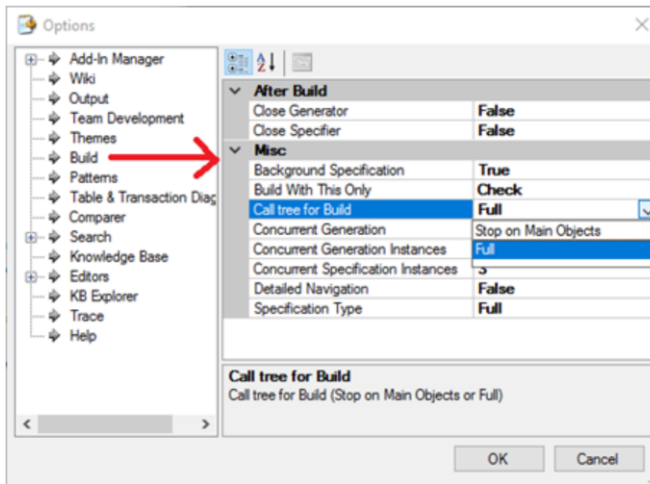 Options
Add-In Manager
Wiki
Output
Team Development
Themes
Build
Patterns
Table & Transaction Diag
Comparer
Search
Knowledge Base
Editors
KB Explorer
Trace
Help
After Build
Close Generator False
Close Specifier False
Misc
Background Specification True
Build With This Only Check
Call tree for Build Full
Concurrent Generation Stop on Main Objects
Concurrent Generation Instances Full
Concurrent Specification Instances 3
Detailed Navigation False
Specification Type Full
Call tree for Build
Call tree for Build (Stop on Main Objects or Full)
OK Cancel